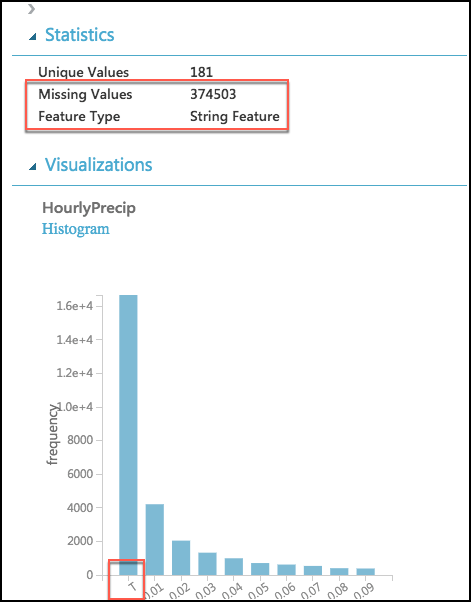 Statistics
Unique Values 181
Missing Values 374503
Feature Type String Feature
Visualizations
HourlyPrecip
Histogram
frequency
1.6e+4
1.4e+4
1.2e+4
1.0e+4
8000
6000
4000
2000
0
T 0.01 0.02 0.03 0.04 0.05 0.06 0.07 0.08 0.09